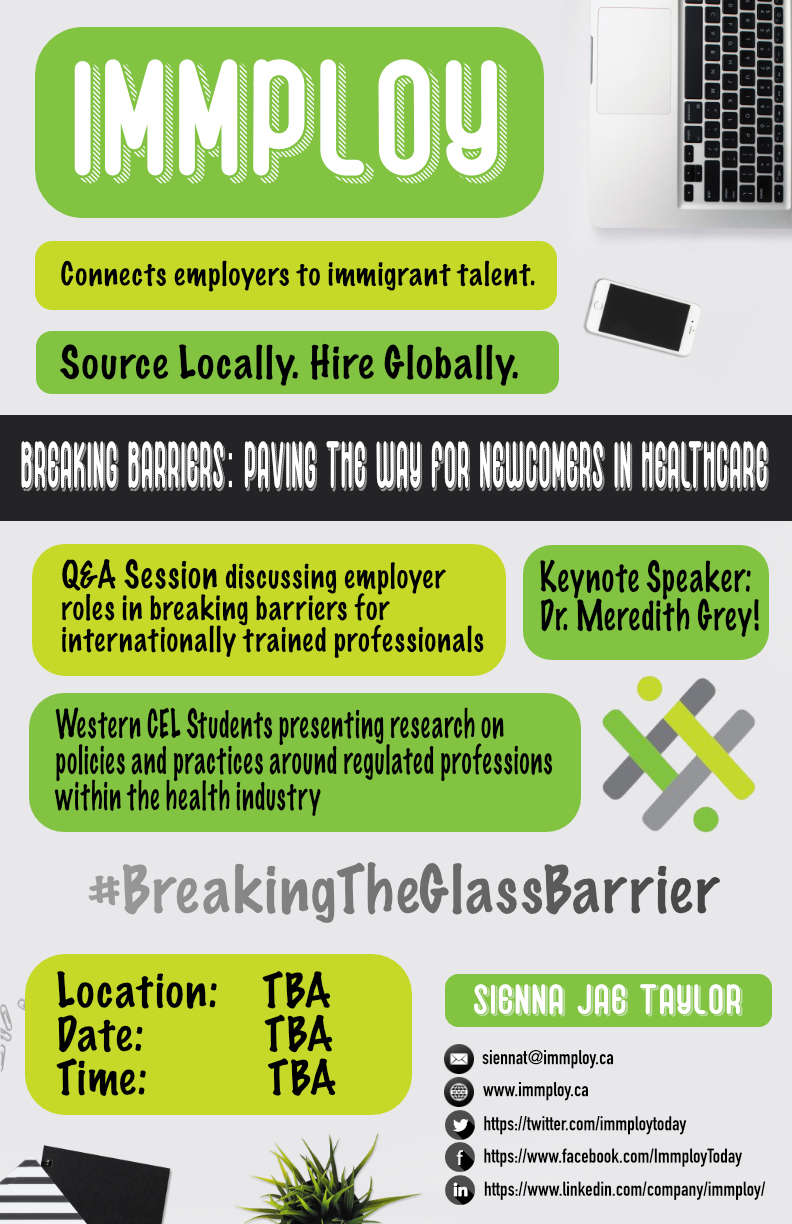 IMMPLOY
Connects employers to immigrant talent.
Source Locally. Hire Globally.
BREAKING BARRIERS: PAVING THE WAY FOR NEWCOMERS IN HEALTHCARE
Q&A Session discussing employer
roles in breaking barriers for
internationally trained professionals
Keynote Speaker:
Dr. Meredith Grey!
Western CEL Students presenting research on
policies and practices around regulated professions
within the health industry
#BreakingTheGlassBarrier
Location: TBA
Date: TBA
Time: TBA
SIENNA JAE TAYLOR
siennat@immploy.ca
www.immploy.ca
https://twitter.com/immploytoday
https://www.facebook.com/ImmployToday
https://www.linkedin.com/company/immploy/